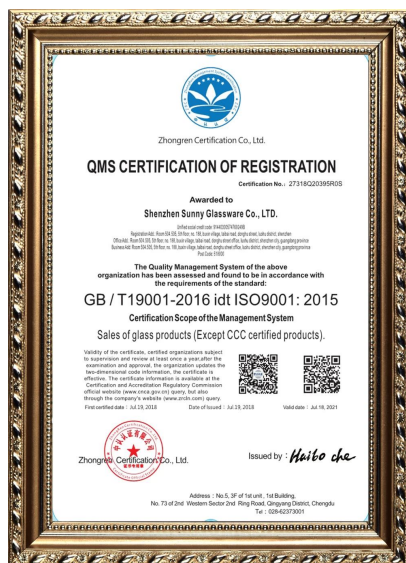 Zhongren Certification Co., Ltd.
QMS CERTIFICATION OF REGISTRATION
Certification No.: 27318Q20395R0S
Awarded to
Shenzhen Sunny Glassware Co., LTD.
Post Code: 518000
The Quality Management System of the above
organization has been assessed and found to be in accordance with
the requirements of the standard:
GB / T19001-2016 idt ISO9001: 2015
Certification Scope of the Management System
Sales of glass products (Except CCC certified products).
Validity of the certificate, certified organizations subject
to supervision and review at least once a year,after the
examination and approval, the organization updates the
two-dimensional code information, the certificate is
effective. The certificate information is available at the
Certification and Accreditation Regulatory Commission
official website (www.cnca.gov.cn) query, but also
through the company's website (www.zrcln.com) query.
First certified date : Jul.19, 2018
Date of Issued : Jul.19, 2018
Valid date : Jul.18, 2021
Zhongren Certification Co., Ltd.
Issued by : Haibo che
Address : No.5, 3F of 1st unit , 1st Building,
No. 73 of 2nd Western Sector 2nd Ring Road, Qingyang District, Chengdu
Tel : 028-62373001